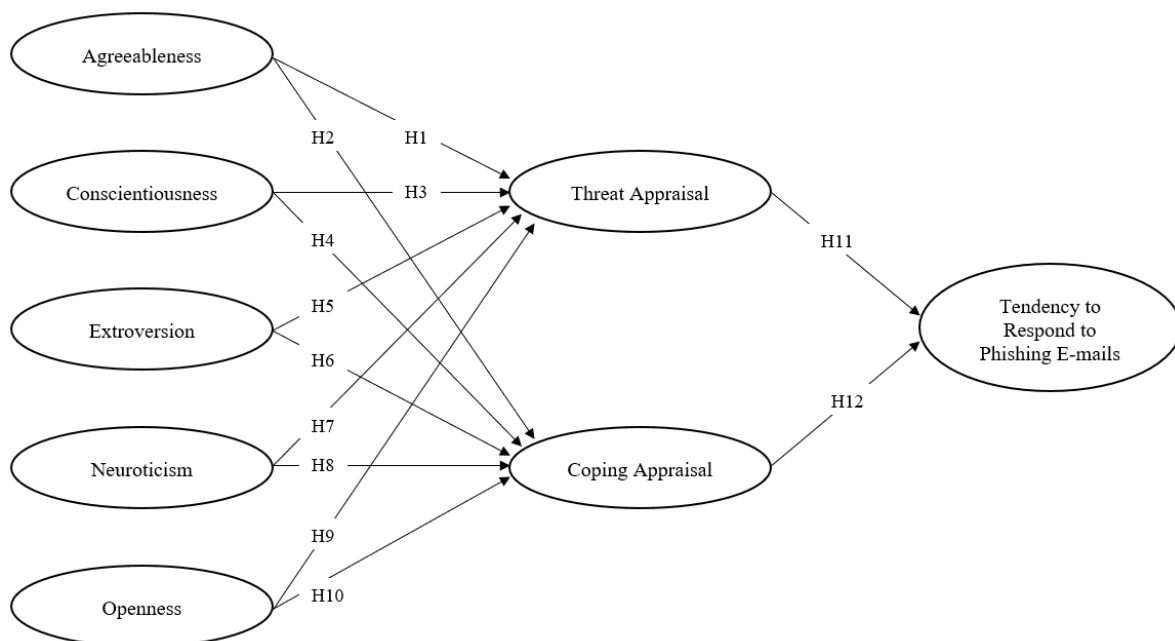 Agreeableness
H1
H2
Conscientiousness
H3
Threat Appraisal
H4
H11
Extroversion
H5
H6
Tendency to
Respond to
Phishing E-mails
H12
H7
Neuroticism
H8
Coping Appraisal
H9
H10
Openness